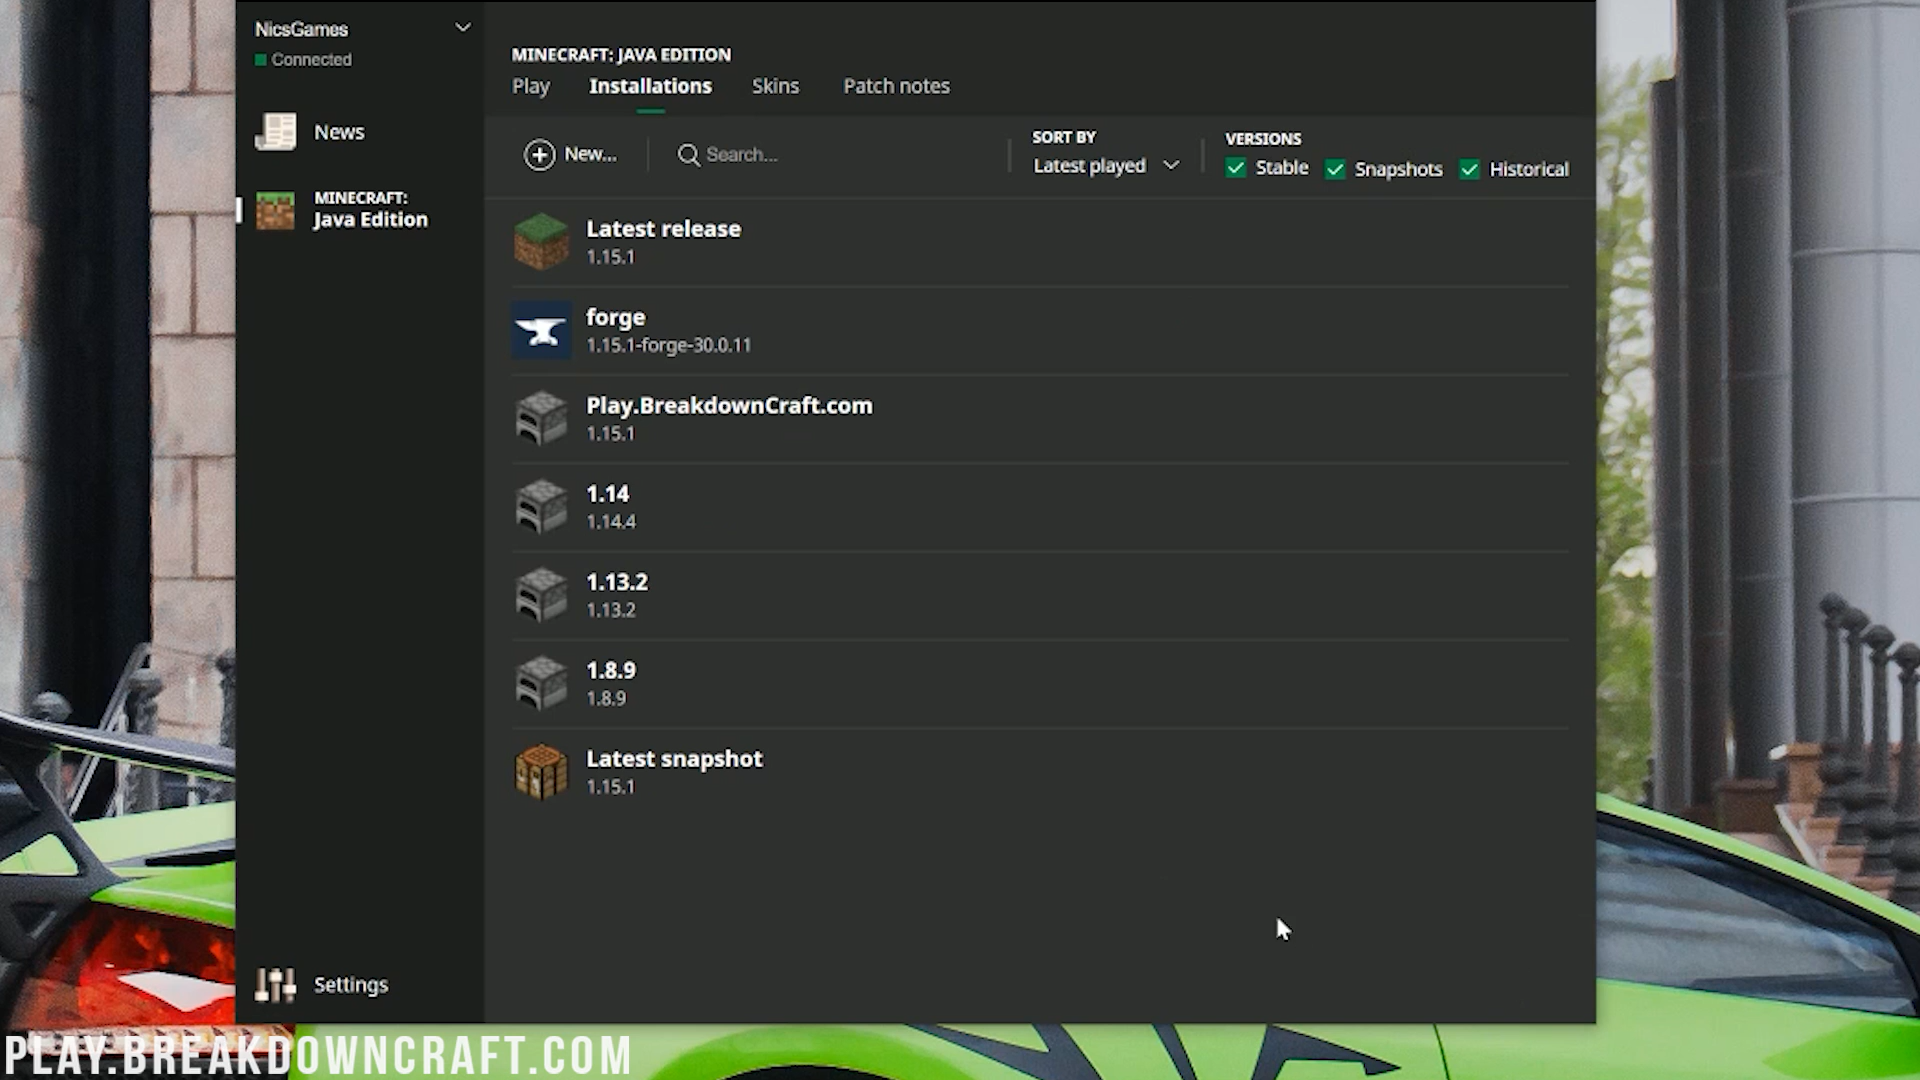 NicsGames
Connected
News
MINECRAFT:
Java Edition
Settings
MINECRAFT: JAVA EDITION
Play Installations Skins Patch notes
New... Search...
SORT BY
Latest played
VERSIONS
Stable Snapshots Historical
Latest release
1.15.1
forge
1.15.1-forge-30.0.11
Play.BreakdownCraft.com
1.15.1
1.14
1.14.4
1.13.2
1.13.2
1.8.9
1.8.9
Latest snapshot
1.15.1
PLAY.BREAKDOWNCRAFT.COM